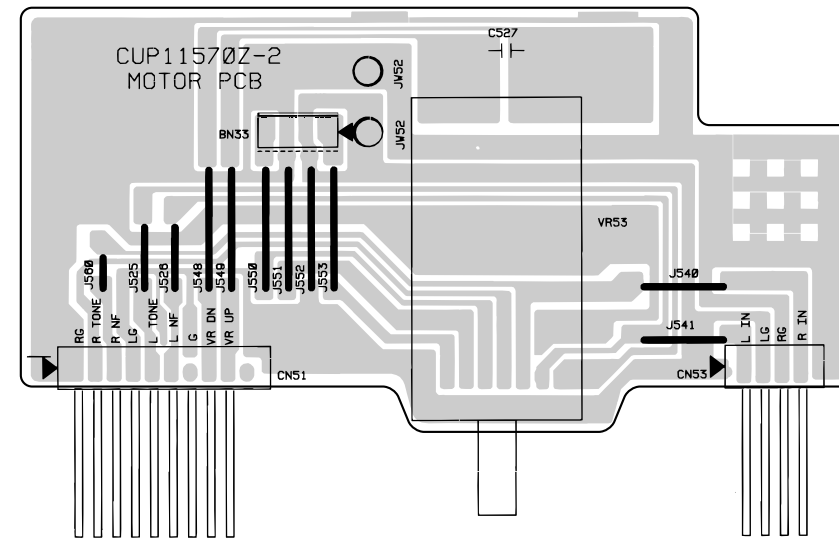 C527
CUP11570Z-2
MOTOR PCB
JW52
BN33
JW52
VR53
J560
J525
J526
J548
J549
J550
J551
J552
J553
J540
J541
RG
R TONE
R NF
LG
L TONE
L NF
G
VR DN
VR UP
CN51
CN53
L IN
LG
RG
R IN